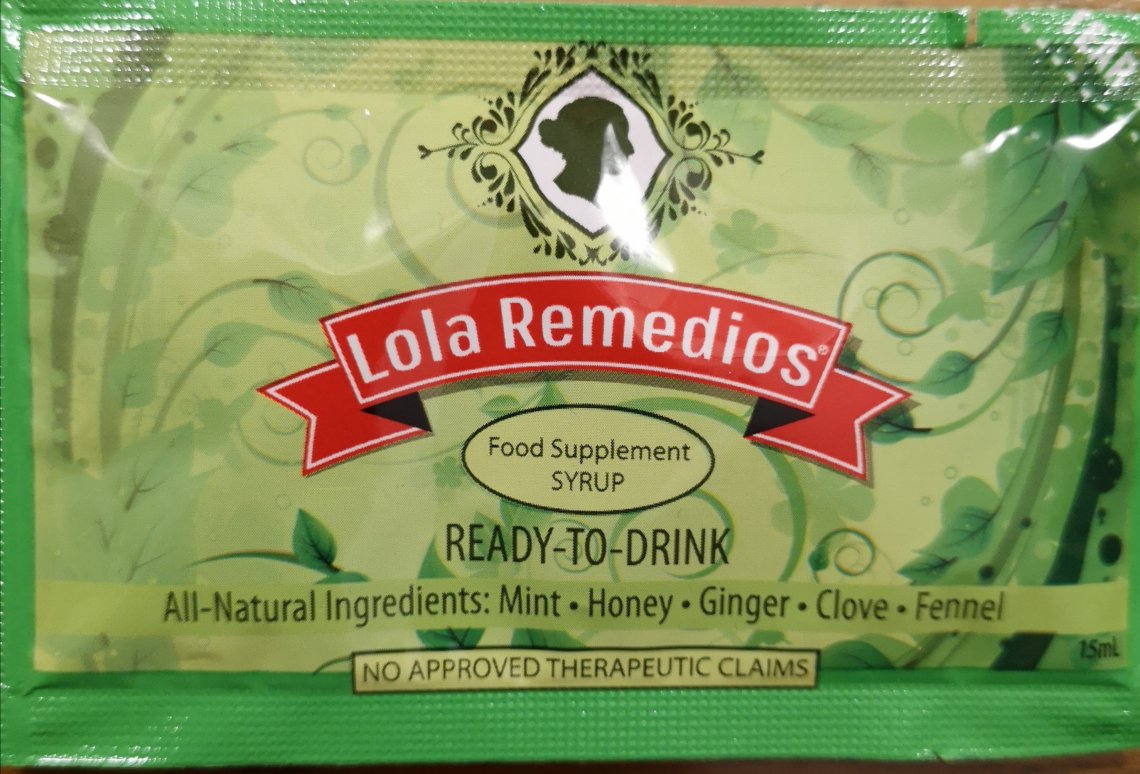 TEAR
Lola Remedios®
Food Supplement
SYRUP
READY-TO-DRINK
All-Natural Ingredients: Mint • Honey • Ginger • Clove • Fennel
15mL
NO APPROVED THERAPEUTIC CLAIMS